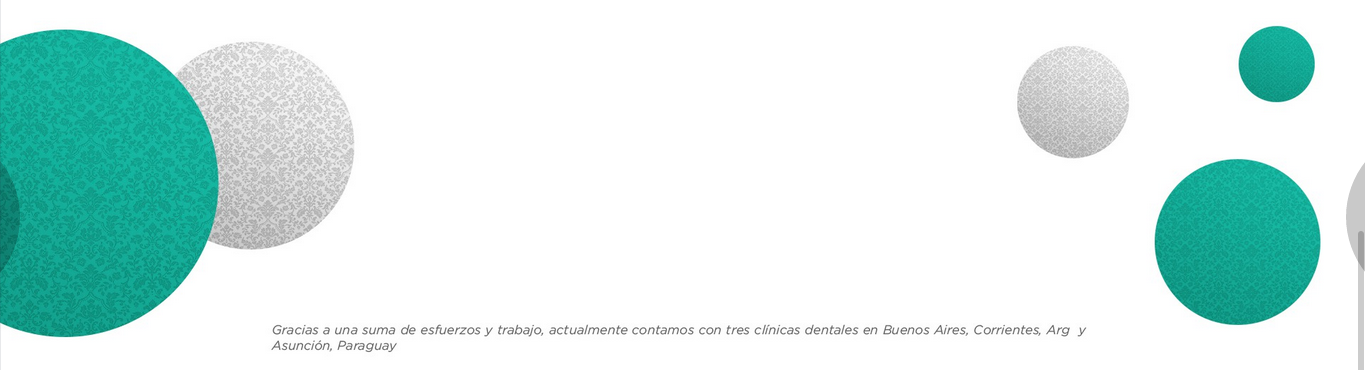 Gracias a una suma de esfuerzos y trabajo, actualmente contamos con tres clínicas dentales en Buenos Aires, Corrientes, Arg  y
Asunción, Paraguay